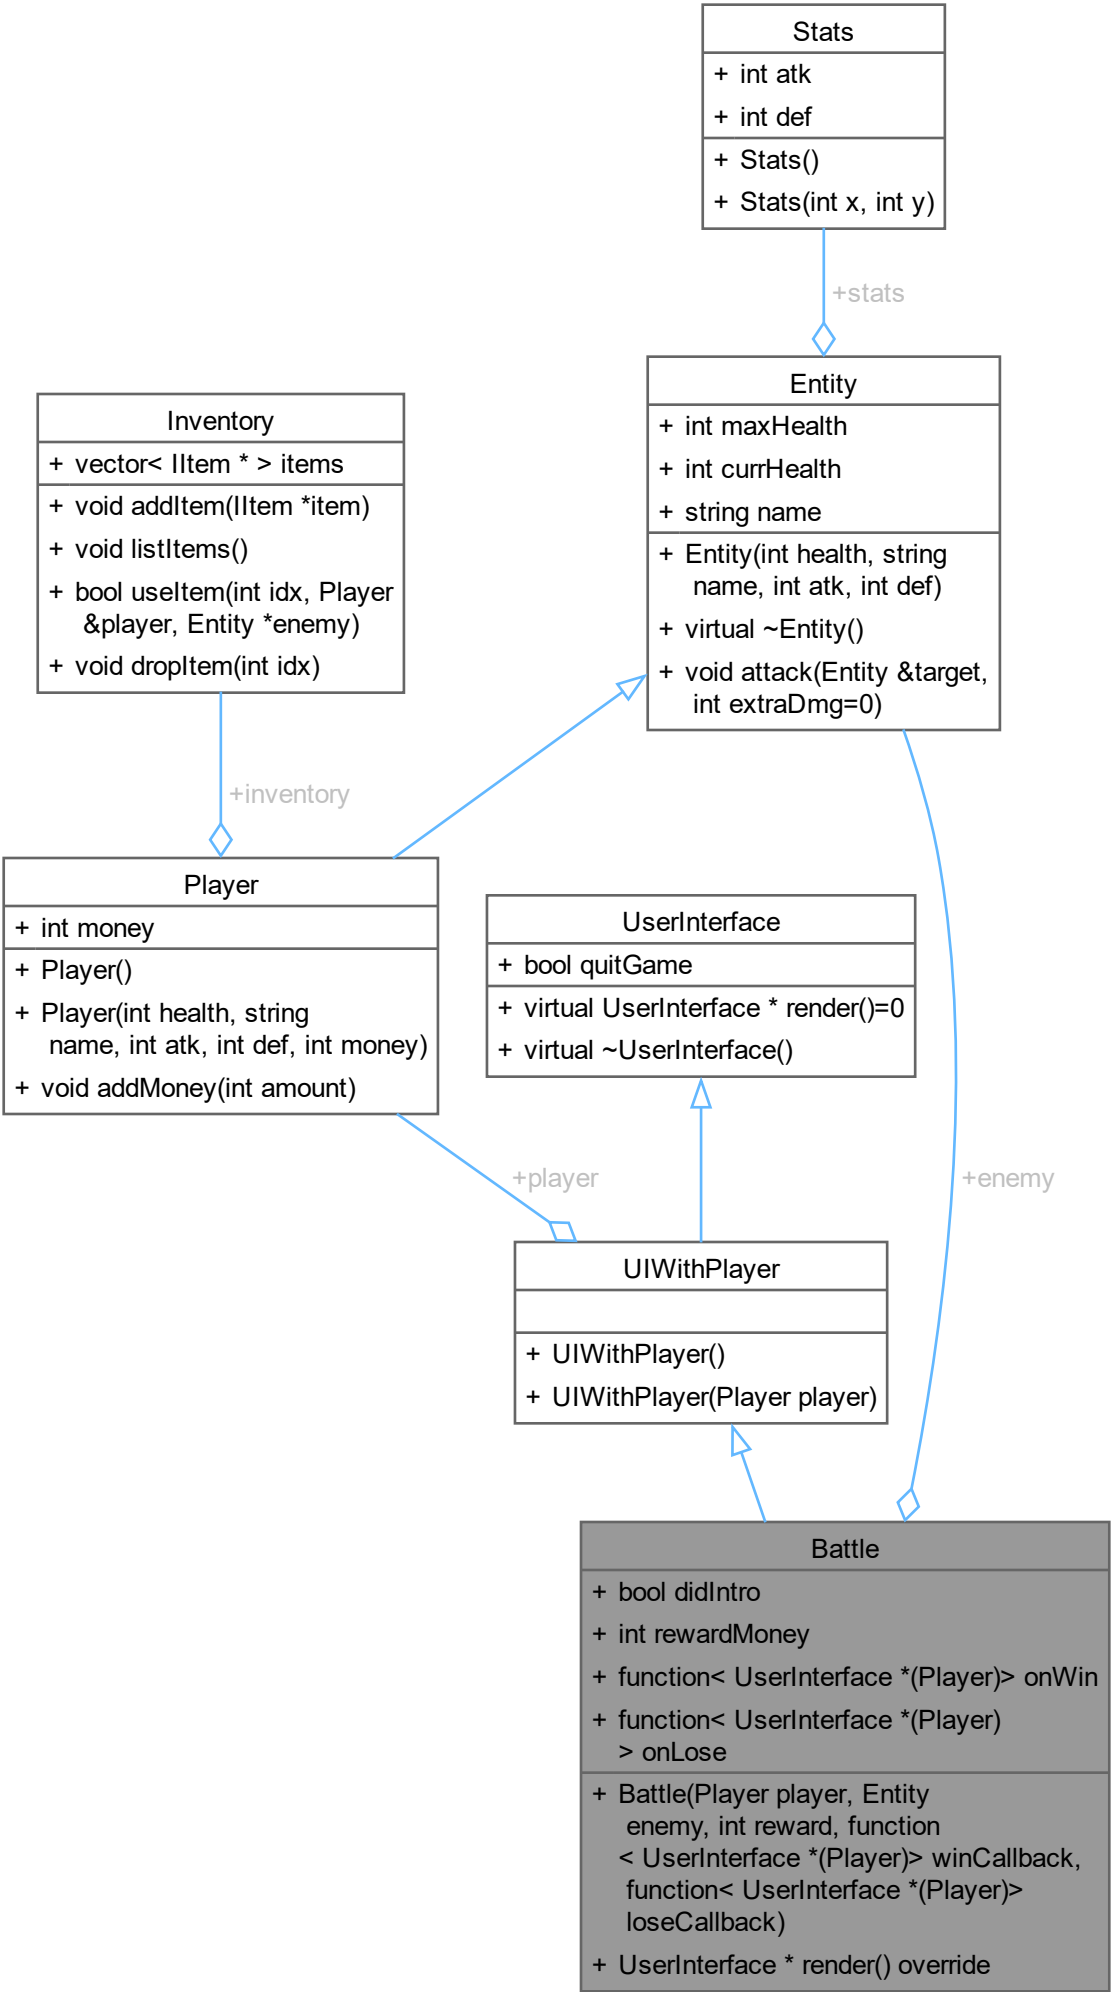 Stats
+ int atk
+ int def
+ Stats()
+ Stats(int x, int y)
+stats
Entity
+ int maxHealth
+ int currHealth
+ string name
+ Entity(int health, string
name, int atk, int def)
+ virtual ~Entity()
+ void attack(Entity &target,
int extraDmg=0)
Inventory
+ vector< IItem * > items
+ void addItem(IItem *item)
+ void listItems()
+ bool useItem(int idx, Player
&player, Entity *enemy)
+ void dropItem(int idx)
+inventory
Player
+ int money
+ Player()
+ Player(int health, string
name, int atk, int def, int money)
+ void addMoney(int amount)
UserInterface
+ bool quitGame
+ virtual UserInterface * render()=0
+ virtual ~UserInterface()
+player
+enemy
UIWithPlayer
+ UIWithPlayer()
+ UIWithPlayer(Player player)
Battle
+ bool didIntro
+ int rewardMoney
+ function< UserInterface *(Player)> onWin
+ function< UserInterface *(Player)
> onLose
+ Battle(Player player, Entity
enemy, int reward, function
< UserInterface *(Player)> winCallback,
function< UserInterface *(Player)>
loseCallback)
+ UserInterface * render() override